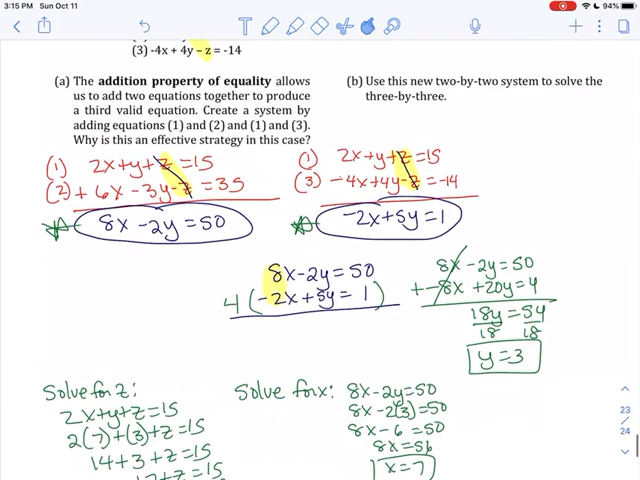 3:15 PM Sun Oct 11
94%
(3) -4x + 4y - z = -14
(a) The addition property of equality allows
us to add two equations together to produce
a third valid equation. Create a system by
adding equations (1) and (2) and (1) and (3).
Why is this an effective strategy in this case?
(b) Use this new two-by-two system to solve the
three-by-three.
(1) 2x+y+z=15
(2) + 6x-3y-z=35
8x-2y=50
(1) 2x+y+z=15
(3) -4x+4y-z=-14
-2x+5y=1
8x-2y=50
4(-2x+5y=1)
8x-2y=50
+-8x+20y=4
18y=54
18 18
y=3
Solve for z:
2x+y+z=15
2(7)+(3)+z=15
14+3+z=15
Solve for x:
8x-2y=50
8x-2(3)=50
8x-6=50
8x=56
x=7
23
/
24